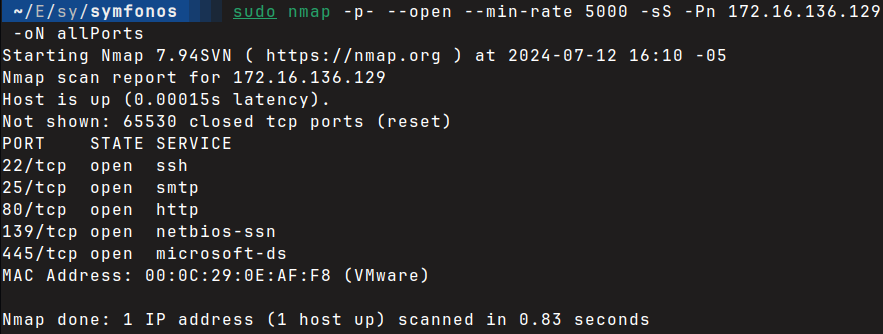 ~/E/sy/symfonos sudo nmap -p- --open --min-rate 5000 -sS -Pn 172.16.136.129
-oN allPorts
Starting Nmap 7.94SVN ( https://nmap.org ) at 2024-07-12 16:10 -05
Nmap scan report for 172.16.136.129
Host is up (0.00015s latency).
Not shown: 65530 closed tcp ports (reset)
PORT    STATE SERVICE
22/tcp  open  ssh
25/tcp  open  smtp
80/tcp  open  http
139/tcp open  netbios-ssn
445/tcp open  microsoft-ds
MAC Address: 00:0C:29:0E:AF:F8 (VMware)
Nmap done: 1 IP address (1 host up) scanned in 0.83 seconds